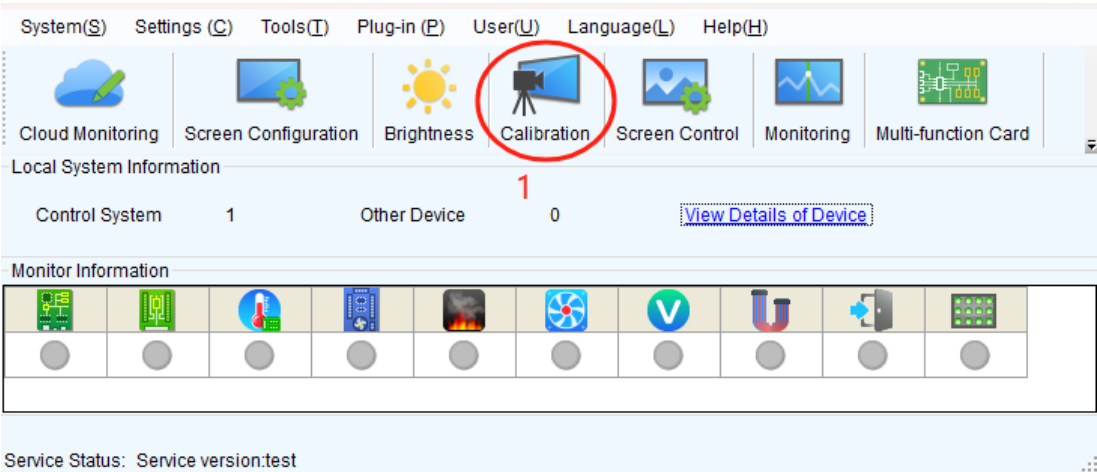 System(S) Settings (C) Tools(T) Plug-in (P) User(U) Language(L) Help(H)
Cloud Monitoring Screen Configuration Brightness Calibration Screen Control Monitoring Multi-function Card
Local System Information
1
Control System 1 Other Device 0 View Details of Device
Monitor Information
V
Service Status: Service version:test